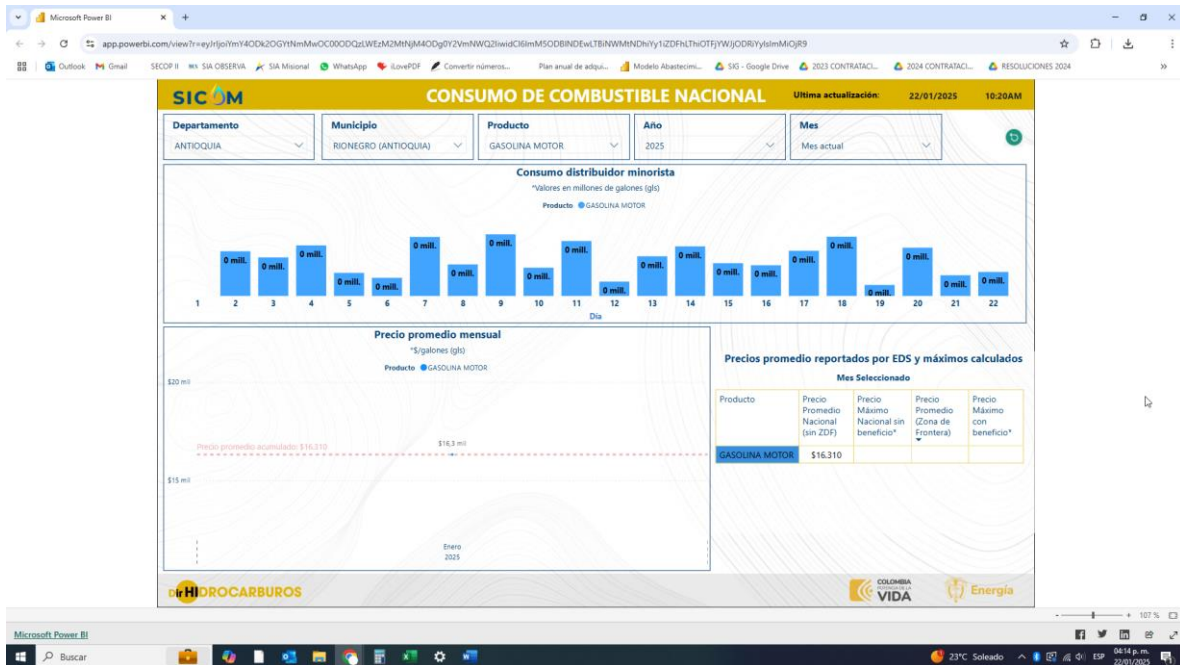 Microsoft Power BI
Outlook Gmail SECOP II SIA OBSERVA SIA Misional WhatsApp iLovePDF Convertir números... Plan anual de adqui... Modelo Abastecimi... SIG - Google Drive 2023 CONTRATACI... 2024 CONTRATACI... RESOLUCIONES 2024
SICOM CONSUMO DE COMBUSTIBLE NACIONAL Ultima actualización: 22/01/2025 10:20AM
Departamento Municipio Producto Año Mes
ANTIOQUIA RIONEGRO (ANTIOQUIA) GASOLINA MOTOR 2025 Mes actual
Consumo distribuidor minorista
*Valores en millones de galones (gls)
Producto GASOLINA MOTOR
0 mill. 0 mill. 0 mill. 0 mill. 0 mill. 0 mill. 0 mill. 0 mill. 0 mill. 0 mill. 0 mill. 0 mill. 0 mill. 0 mill. 0 mill. 0 mill. 0 mill. 0 mill. 0 mill. 0 mill. 0 mill.
1 2 3 4 5 6 7 8 9 10 11 12 13 14 15 16 17 18 19 20 21 22
Día
Precio promedio mensual
*$/galones (gls)
Producto GASOLINA MOTOR
$20 mil
Precio promedio acumulado: $16.310
$16,3 mil
$15 mil
Enero
2025
Precios promedio reportados por EDS y máximos calculados
Mes Seleccionado
Producto Precio Precio Precio Precio
Promedio Máximo Promedio Máximo
Nacional Nacional sin (Zona de con
(sin ZDF) beneficio* Frontera) beneficio*
GASOLINA MOTOR $16.310
Dir HIDROCARBUROS
COLOMBIA
POTENCIA DE LA
VIDA
Energía
107 %
Microsoft Power BI
Buscar
23°C Soleado ESP 04:14 p. m.
22/01/2025